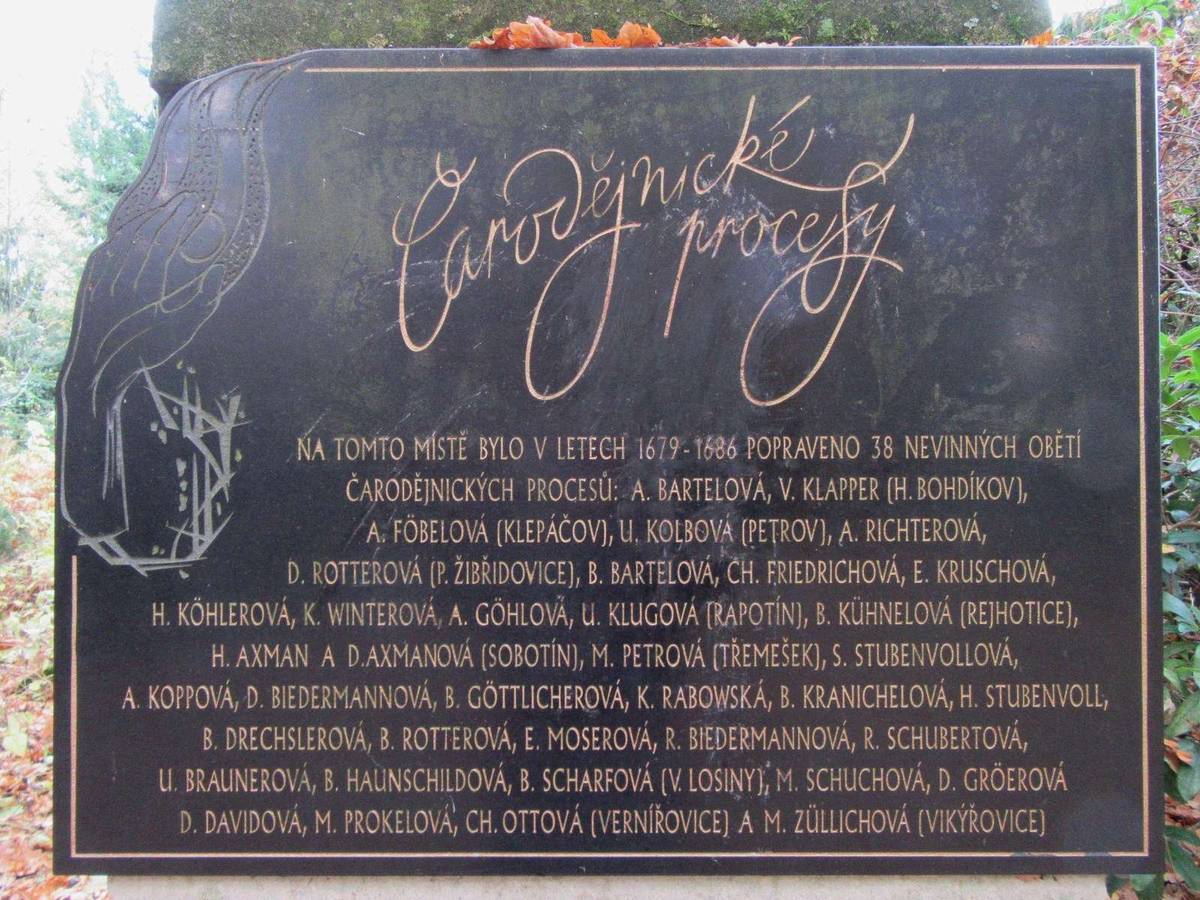 Čarodějnické
procesy
NA TOMTO MÍSTĚ BYLO V LETECH 1679-1686 POPRAVENO 38 NEVINNÝCH OBĚTÍ
ČARODĚJNICKÝCH PROCESŮ: A. BARTELOVÁ, V. KLAPPER (H. BOHDÍKOV),
A. FÖBELOVÁ (KLEPÁČOV), U. KOLBOVÁ (PETROV), A. RICHTEROVÁ,
D. ROTTEROVÁ (P. ŽIBŘIDOVICE), B. BARTELOVÁ, CH. FRIEDRICHOVÁ, E. KRUSCHOVÁ,
H. KÖHLEROVÁ, K. WINTEROVÁ, A. GÖHLOVÁ, U. KLUGOVÁ (RAPOTÍN), B. KÜHNELOVÁ (REJHOTICE),
H. AXMAN A D.AXMANOVÁ (SOBOTÍN), M. PETROVÁ (TŘEMEŠEK), S. STUBENVOLLOVÁ,
A. KOPPOVÁ, D. BIEDERMANNOVÁ, B. GÖTTLICHEROVÁ, K. RABOWSKÁ, B. KRANICHELOVÁ, H. STUBENVOLL,
B. DRECHSLEROVÁ, B. ROTTEROVÁ, E. MOSEROVÁ, R. BIEDERMANNOVÁ, R. SCHUBERTOVÁ,
U. BRAUNEROVÁ, B. HAUNSCHILDOVÁ, B. SCHARFOVÁ (V. LOSINY), M. SCHUCHOVÁ, D. GRÖEROVÁ
D. DAVIDOVÁ, M. PROKELOVÁ, CH. OTTOVÁ (VERNÍŘOVICE) A M. ZÜLLICHOVÁ (VIKÝŘOVICE)